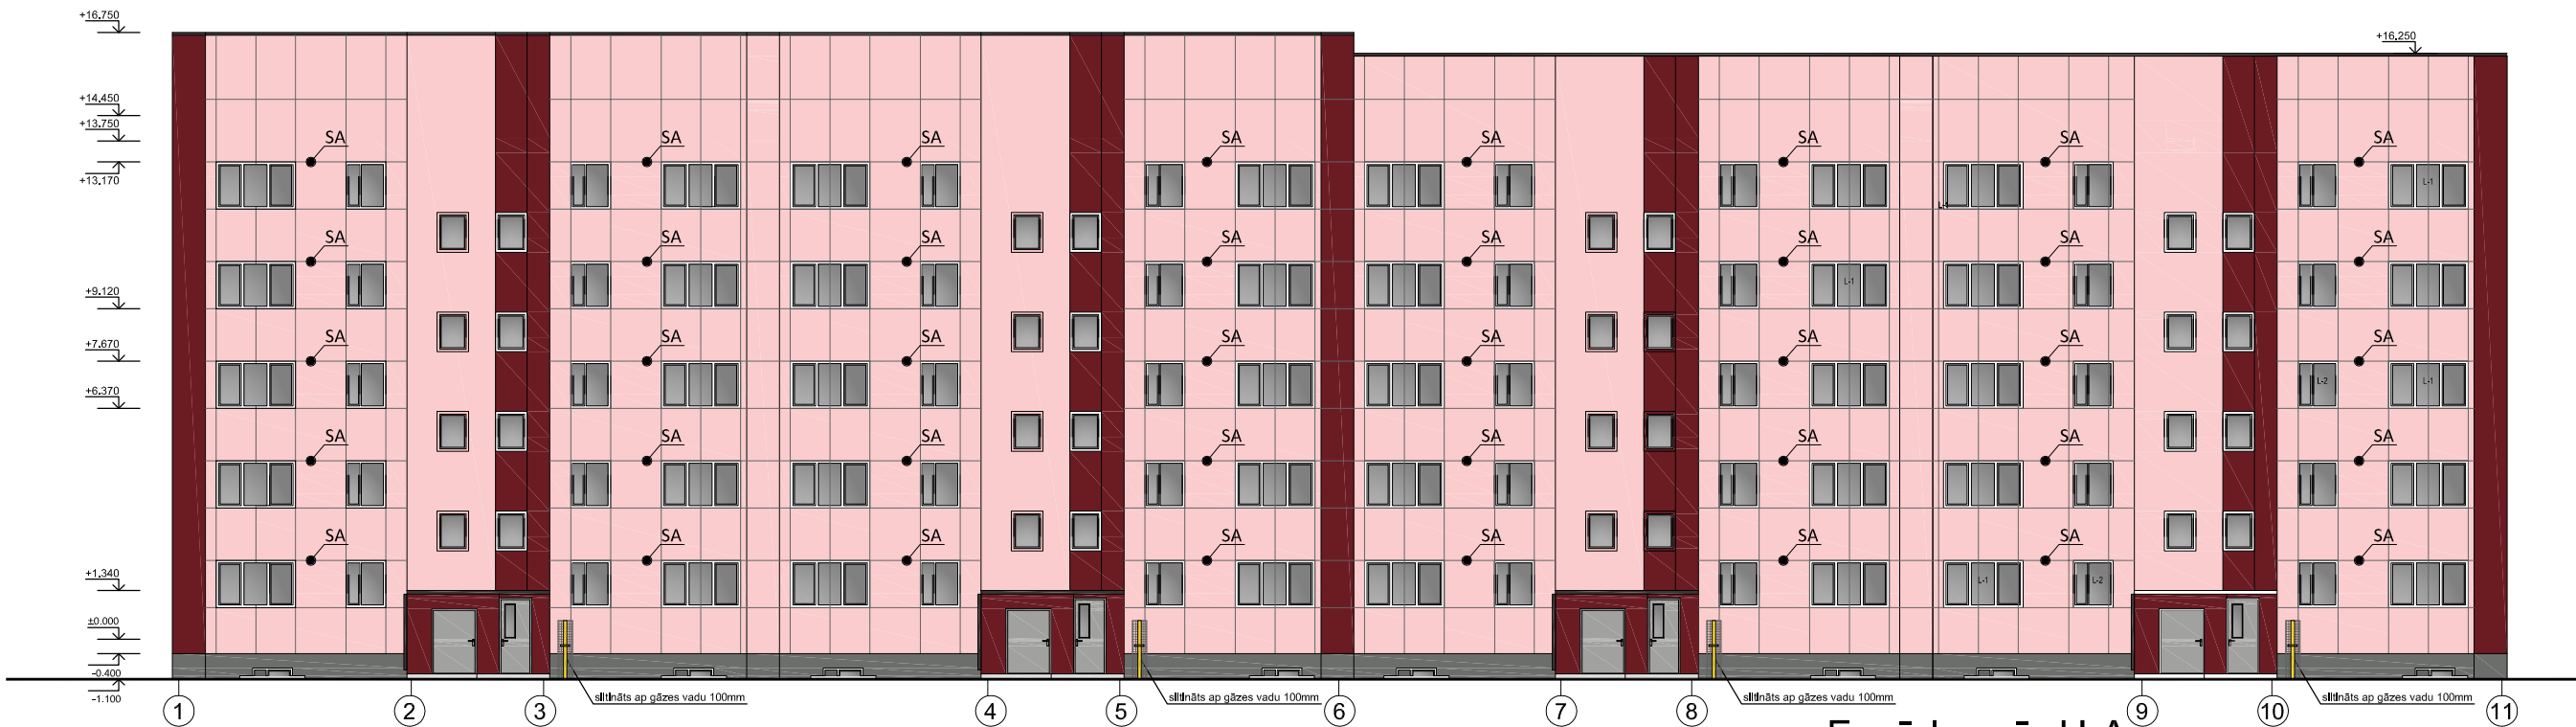 +16.750
+16.250
+14.450
+13.750
+13.170
SA SA SA SA SA SA SA SA
L-1
L-1
SA SA SA SA SA SA SA SA
L-1
+9.120
+7.670
SA SA SA SA SA SA SA SA
L-2 L-1
+6.370
SA SA SA SA SA SA SA SA
SA SA SA SA SA SA SA SA
+1.340
L-1 L-2
±0.000
-0.400
-1.100
siltināts ap gāzes vadu 100mm siltināts ap gāzes vadu 100mm siltināts ap gāzes vadu 100mm siltināts ap gāzes vadu 100mm
1 2 3 4 5 6 7 8 9 10 11